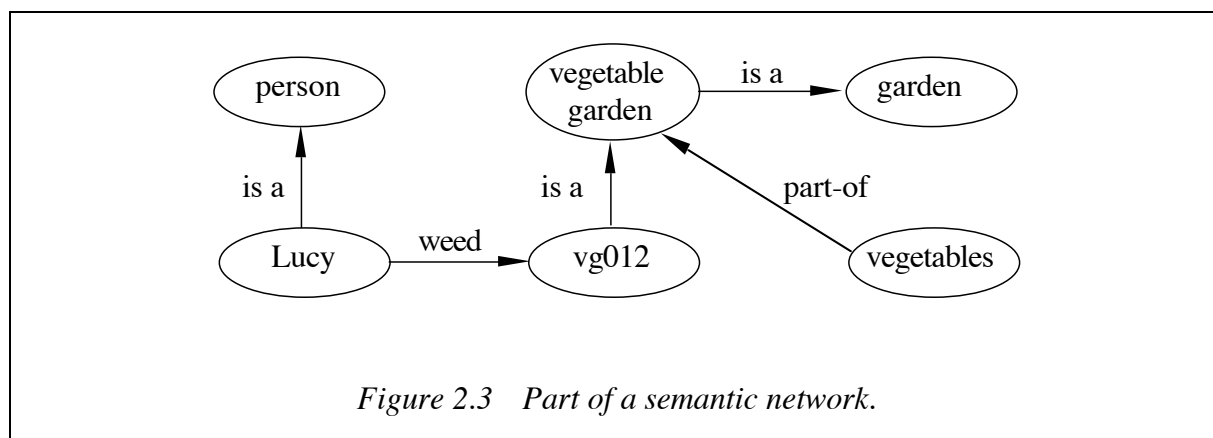 person
vegetable
garden
is a
garden
is a
is a
part-of
Lucy
weed
vg012
vegetables
Figure 2.3 Part of a semantic network.